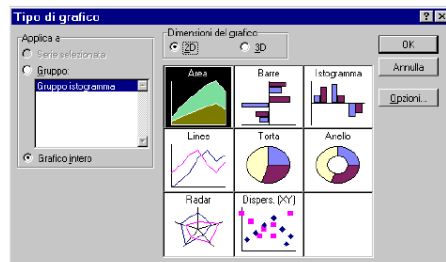 Tipo di grafico
Applica a
Serie selezionata
Gruppo:
Gruppo istogramma
Grafico intero
Dimensioni del grafico
2D
3D
Area
Barre
Istogramma
Linee
Torta
Anello
Radar
Dispers. (XY)
OK
Annulla
Opzioni...